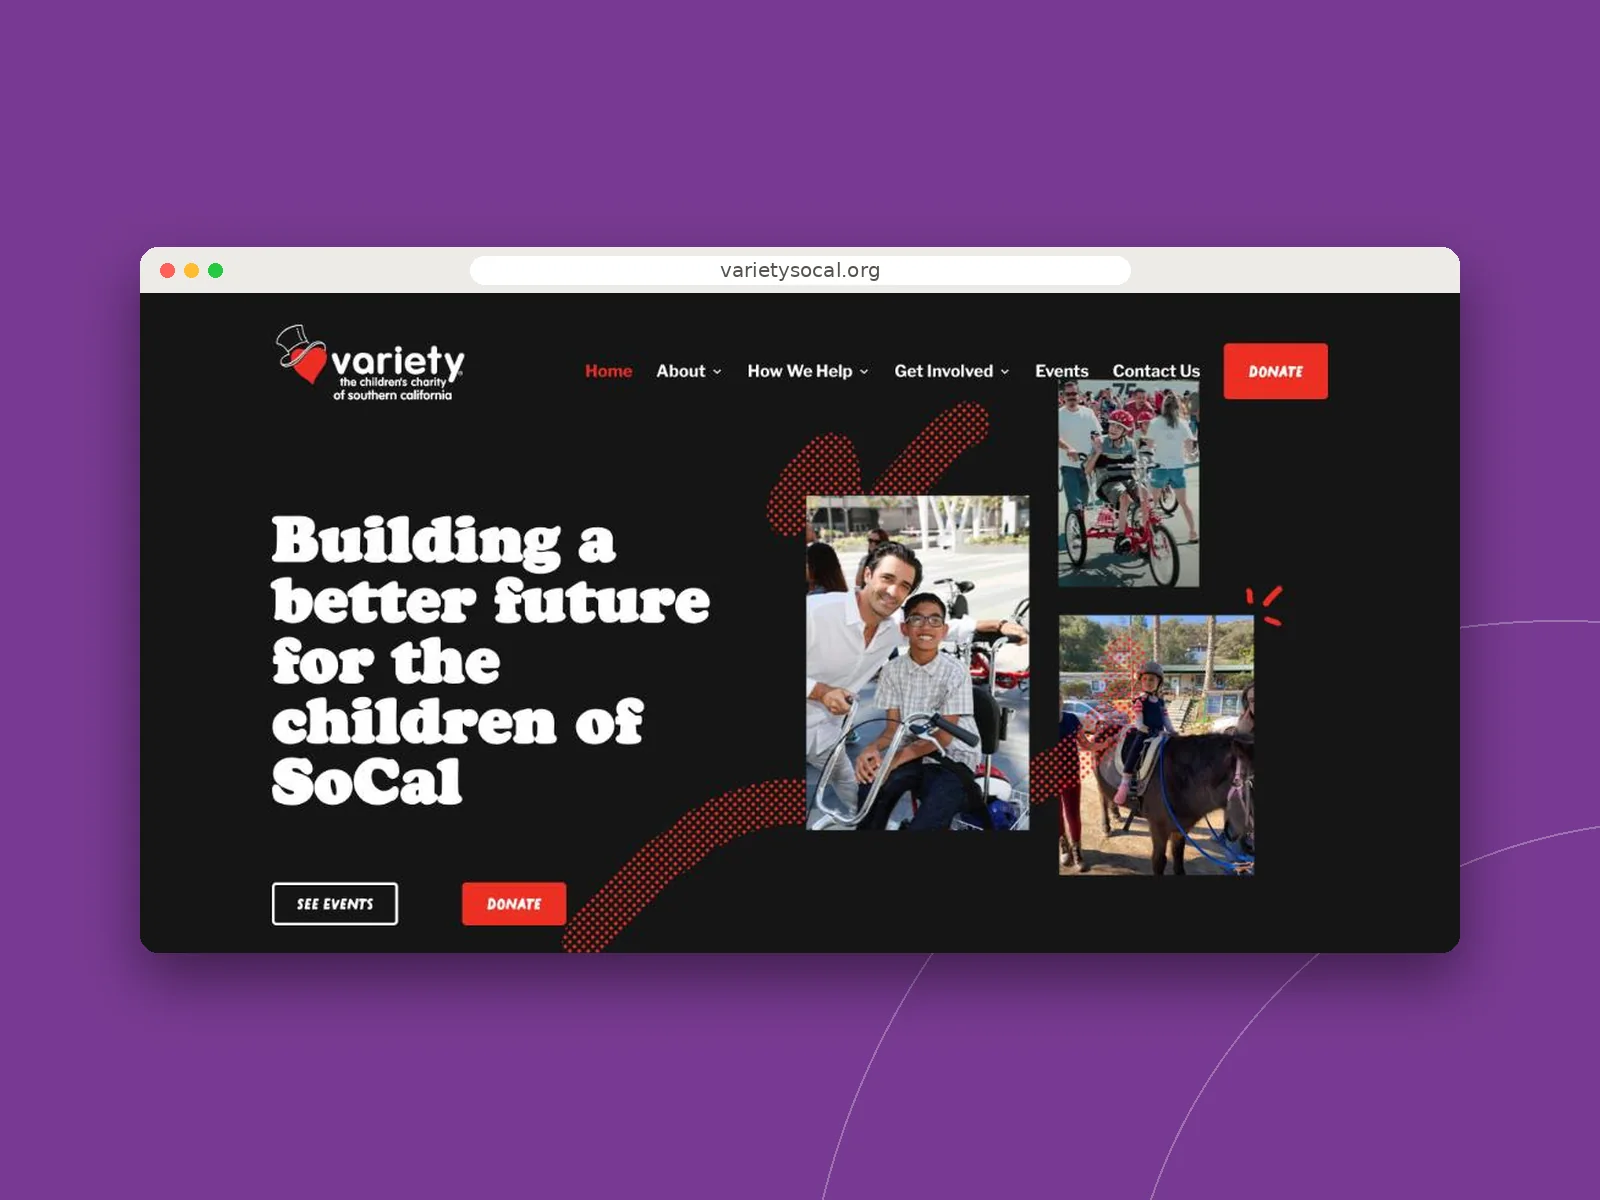 varietysocal.org
variety
the children's charity
of southern california
Home About How We Help Get Involved Events Contact Us DONATE
75
Building a
better future
for the
children of
SoCal
SEE EVENTS DONATE